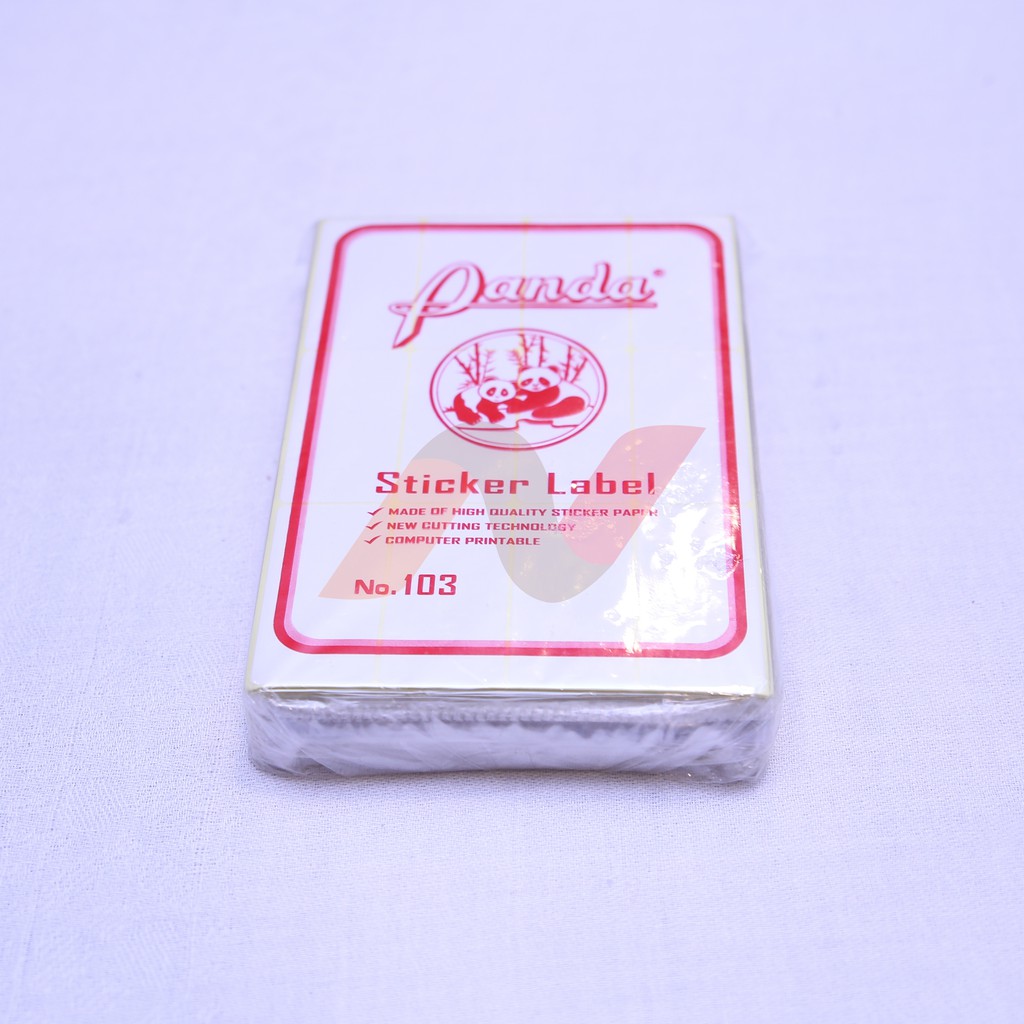 Panda®
Sticker Label
✓ MADE OF HIGH QUALITY STICKER PAPER
✓ NEW CUTTING TECHNOLOGY
✓ COMPUTER PRINTABLE
No. 103